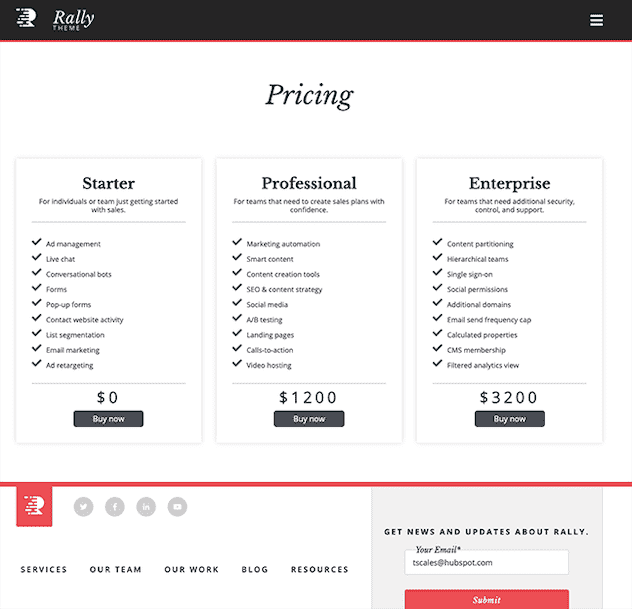 Rally
THEME
Pricing
Starter
For individuals or team just getting started
with sales.
Ad management
Live chat
Conversational bots
Forms
Pop-up forms
Contact website activity
List segmentation
Email marketing
Ad retargeting
$0
Buy now
Professional
For teams that need to create sales plans with
confidence.
Marketing automation
Smart content
Content creation tools
SEO & content strategy
Social media
A/B testing
Landing pages
Calls-to-action
Video hosting
$1200
Buy now
Enterprise
For teams that need additional security,
control, and support.
Content partitioning
Hierarchical teams
Single sign-on
Social permissions
Additional domains
Email send frequency cap
Calculated properties
CMS membership
Filtered analytics view
$3200
Buy now
SERVICES OUR TEAM OUR WORK BLOG RESOURCES
GET NEWS AND UPDATES ABOUT RALLY.
Your Email*
tscales@hubspot.com
Submit